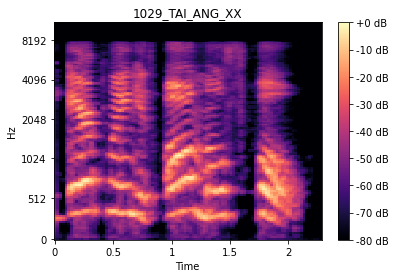 1029_TAI_ANG_XX
8192
4096
2048
1024
512
0
Hz
0
0.5
1
1.5
2
Time
+0 dB
-10 dB
-20 dB
-30 dB
-40 dB
-50 dB
-60 dB
-70 dB
-80 dB